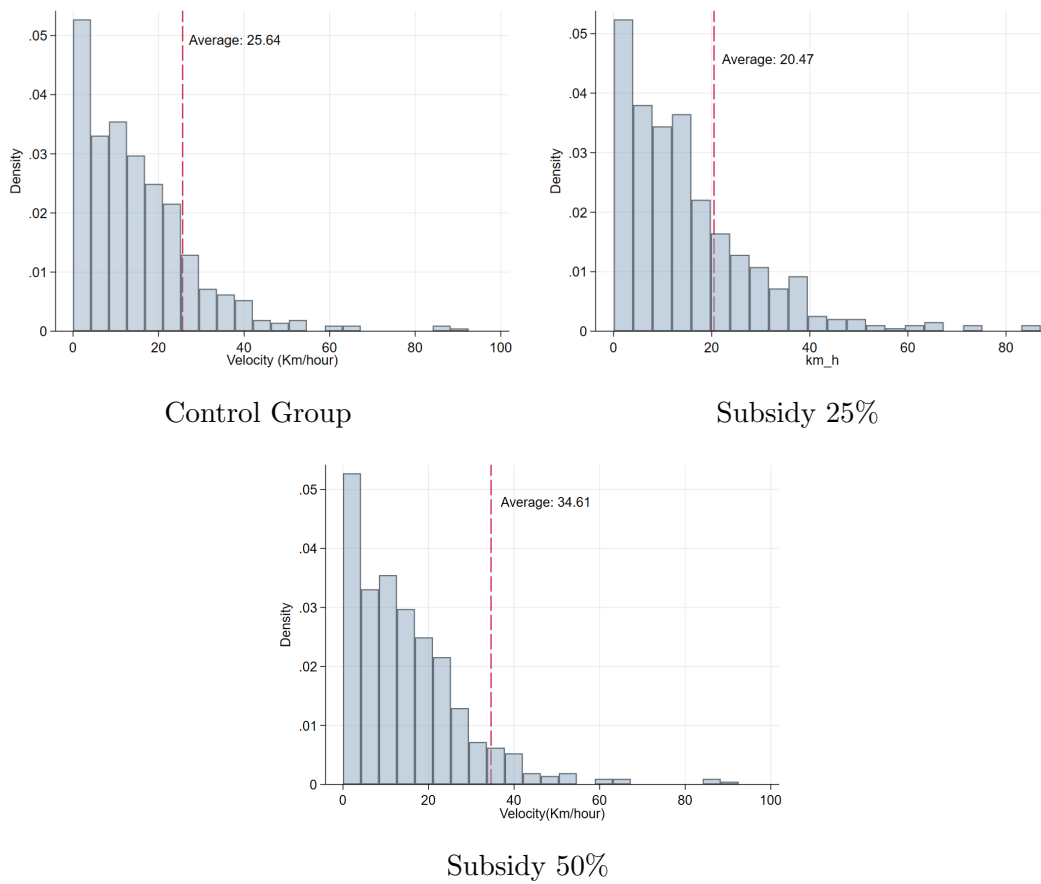 Average: 25.64
Density
.05
.04
.03
.02
.01
0
0 20 40 60 80 100
Velocity (Km/hour)
Control Group
Average: 20.47
Density
.05
.04
.03
.02
.01
0
0 20 40 60 80
km_h
Subsidy 25%
Average: 34.61
Density
.05
.04
.03
.02
.01
0
0 20 40 60 80 100
Velocity(Km/hour)
Subsidy 50%